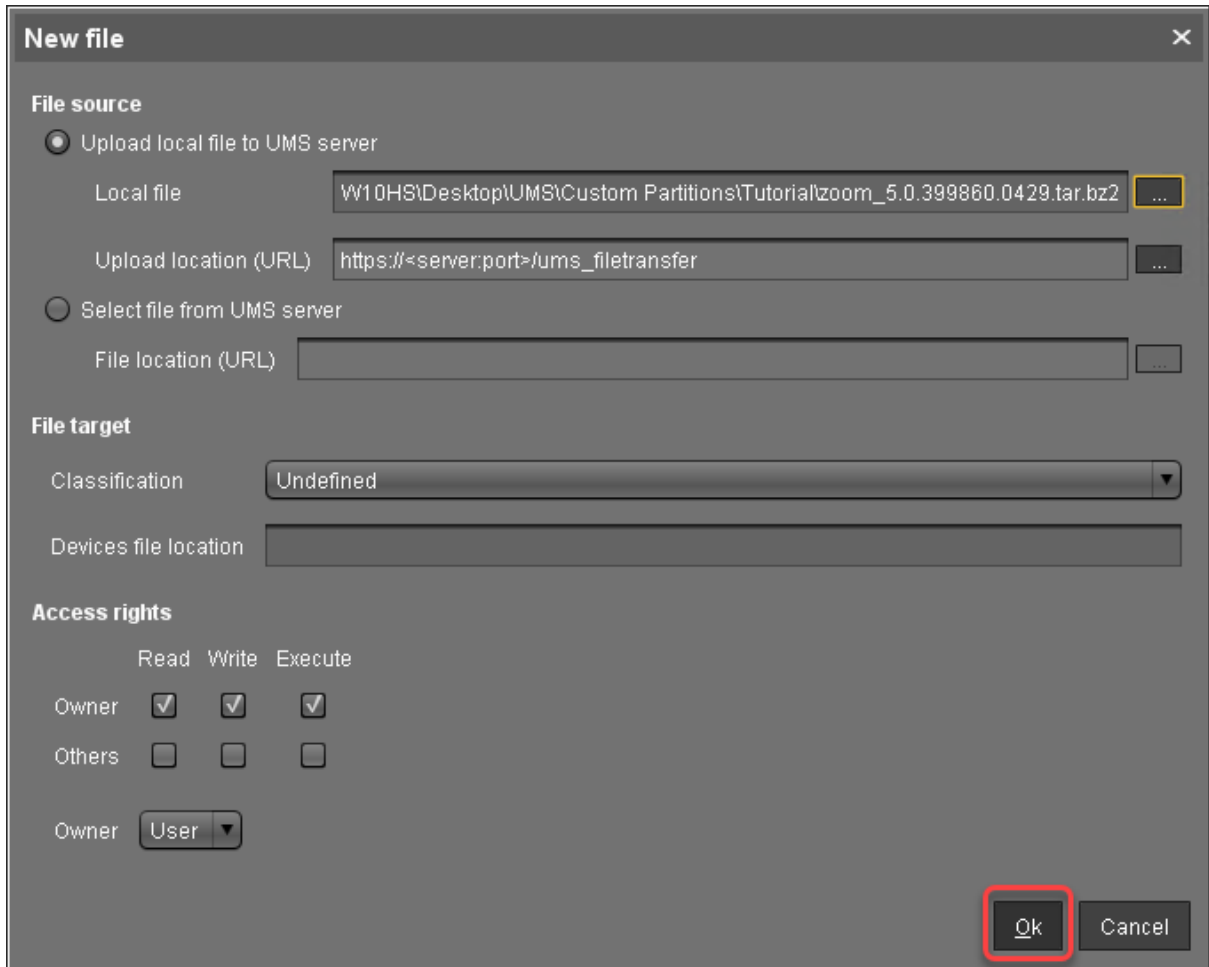 New file
File source
Upload local file to UMS server
Local file W10HS\Desktop\UMS\Custom Partitions\Tutorial\zoom_5.0.399860.0429.tar.bz2 ...
Upload location (URL) https://<server:port>/ums_filetransfer ...
Select file from UMS server
File location (URL) ...
File target
Classification Undefined
Devices file location
Access rights
Read Write Execute
Owner
Others
Owner User
Ok Cancel